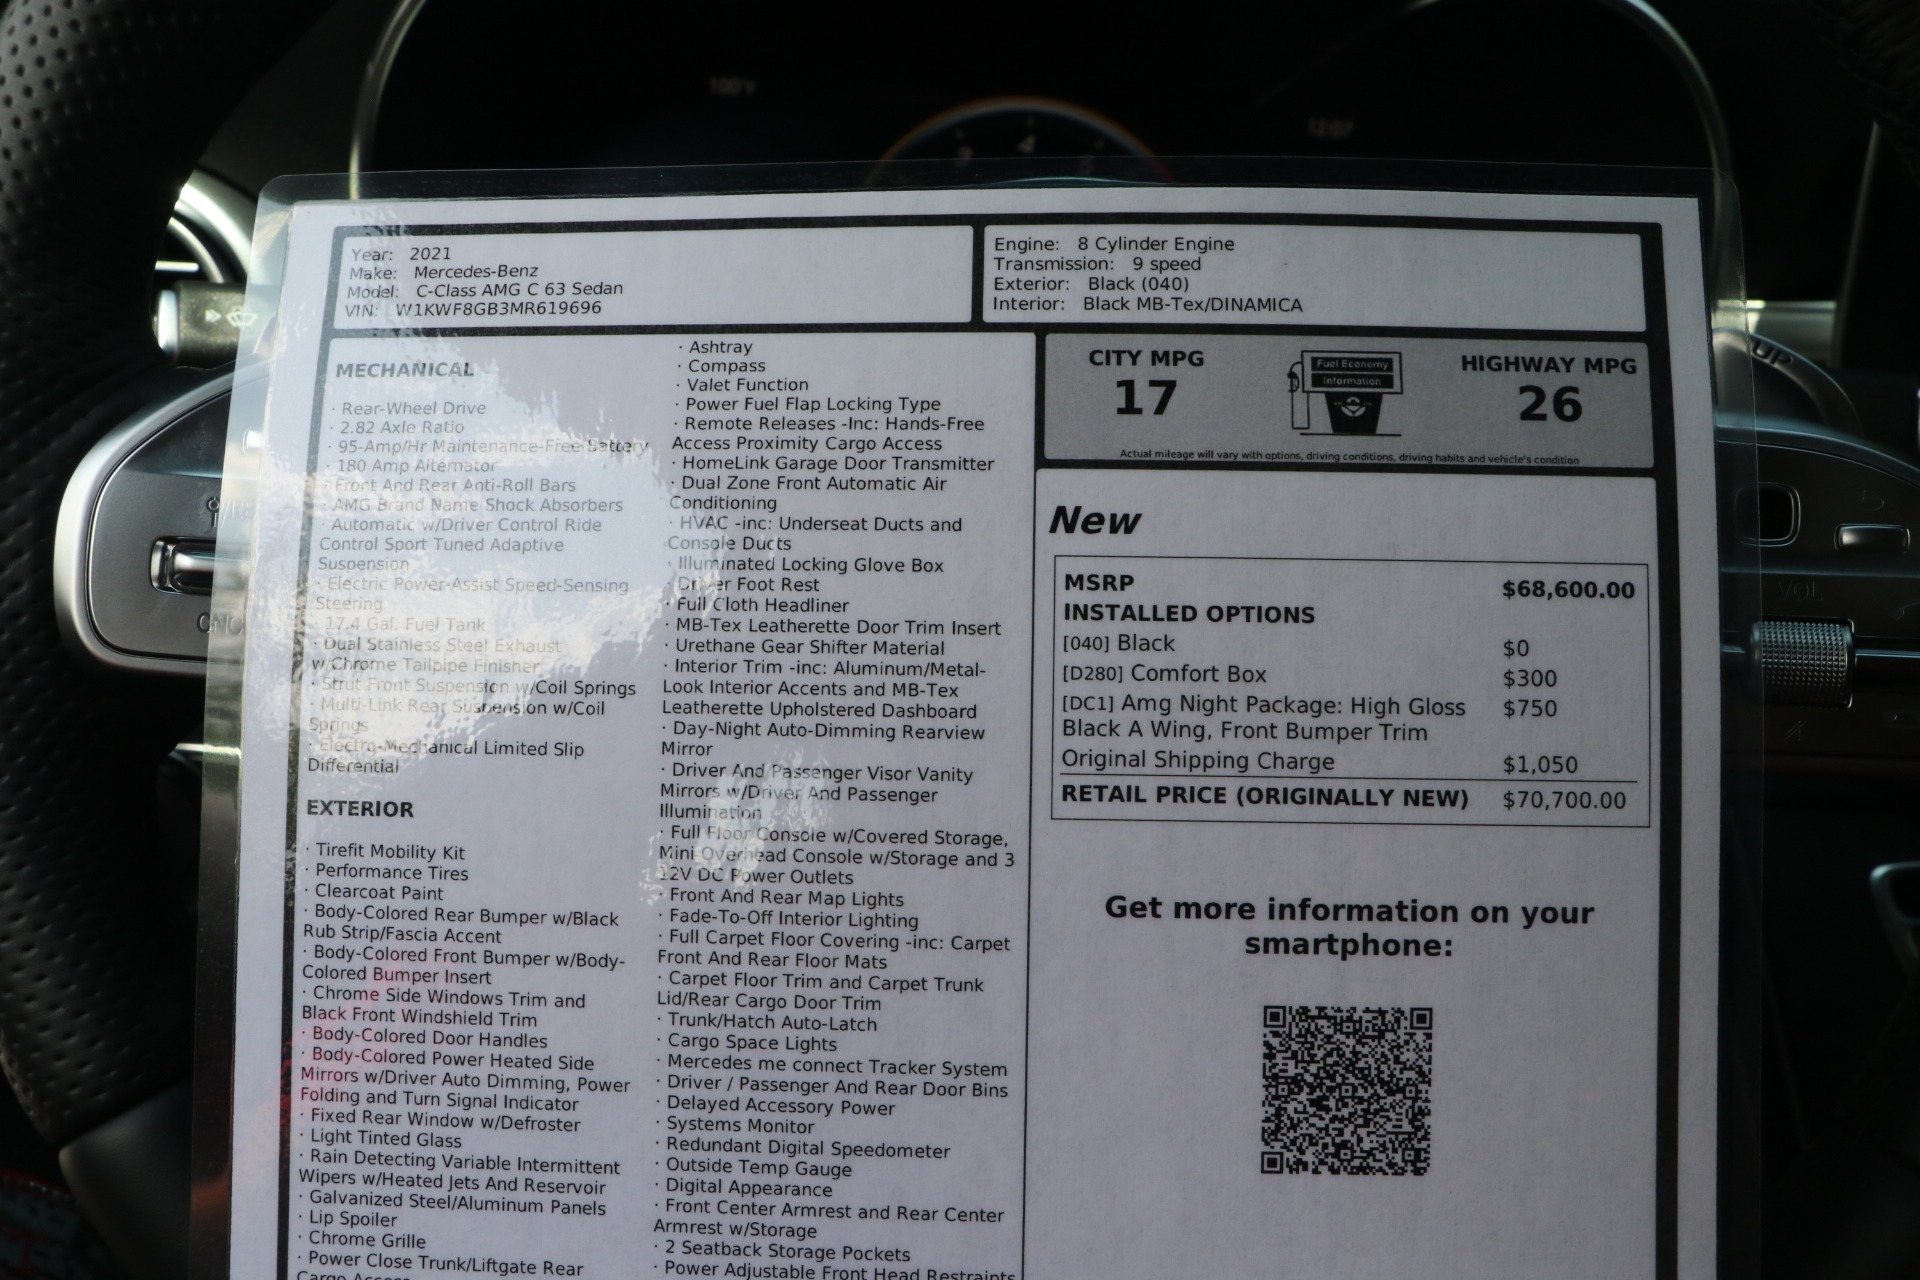 100°F
12:07
3 4 5
Year: 2021
Make: Mercedes-Benz
Model: C-Class AMG C 63 Sedan
VIN: W1KWF8GB3MR619696
Engine: 8 Cylinder Engine
Transmission: 9 speed
Exterior: Black (040)
Interior: Black MB-Tex/DINAMICA
MECHANICAL
· Rear-Wheel Drive
· 2.82 Axle Ratio
· 95-Amp/Hr Maintenance-Free Battery
· 180 Amp Alternator
· Front And Rear Anti-Roll Bars
· AMG Brand Name Shock Absorbers
· Automatic w/Driver Control Ride
Control Sport Tuned Adaptive
Suspension
· Electric Power-Assist Speed-Sensing
Steering
· 17.4 Gal. Fuel Tank
· Dual Stainless Steel Exhaust
w/Chrome Tailpipe Finisher
· Strut Front Suspension w/Coil Springs
· Multi-Link Rear Suspension w/Coil
Springs
· Electro-Mechanical Limited Slip
Differential
EXTERIOR
· Tirefit Mobility Kit
· Performance Tires
· Clearcoat Paint
· Body-Colored Rear Bumper w/Black
Rub Strip/Fascia Accent
· Body-Colored Front Bumper w/Body-
Colored Bumper Insert
· Chrome Side Windows Trim and
Black Front Windshield Trim
· Body-Colored Door Handles
· Body-Colored Power Heated Side
Mirrors w/Driver Auto Dimming, Power
Folding and Turn Signal Indicator
· Fixed Rear Window w/Defroster
· Light Tinted Glass
· Rain Detecting Variable Intermittent
Wipers w/Heated Jets And Reservoir
· Galvanized Steel/Aluminum Panels
· Lip Spoiler
· Chrome Grille
· Power Close Trunk/Liftgate Rear
Cargo Access
· Ashtray
· Compass
· Valet Function
· Power Fuel Flap Locking Type
· Remote Releases -Inc: Hands-Free
Access Proximity Cargo Access
· HomeLink Garage Door Transmitter
· Dual Zone Front Automatic Air
Conditioning
· HVAC -inc: Underseat Ducts and
Console Ducts
· Illuminated Locking Glove Box
· Driver Foot Rest
· Full Cloth Headliner
· MB-Tex Leatherette Door Trim Insert
· Urethane Gear Shifter Material
· Interior Trim -inc: Aluminum/Metal-
Look Interior Accents and MB-Tex
Leatherette Upholstered Dashboard
· Day-Night Auto-Dimming Rearview
Mirror
· Driver And Passenger Visor Vanity
Mirrors w/Driver And Passenger
Illumination
· Full Floor Console w/Covered Storage,
Mini Overhead Console w/Storage and 3
12V DC Power Outlets
· Front And Rear Map Lights
· Fade-To-Off Interior Lighting
· Full Carpet Floor Covering -inc: Carpet
Front And Rear Floor Mats
· Carpet Floor Trim and Carpet Trunk
Lid/Rear Cargo Door Trim
· Trunk/Hatch Auto-Latch
· Cargo Space Lights
· Mercedes me connect Tracker System
· Driver / Passenger And Rear Door Bins
· Delayed Accessory Power
· Systems Monitor
· Redundant Digital Speedometer
· Outside Temp Gauge
· Digital Appearance
· Front Center Armrest and Rear Center
Armrest w/Storage
· 2 Seatback Storage Pockets
· Power Adjustable Front Head Restraints
CITY MPG
17
Fuel Economy
Information
HIGHWAY MPG
26
Actual mileage will vary with options, driving conditions, driving habits and vehicle's condition
New
MSRP $68,600.00
INSTALLED OPTIONS
[040] Black $0
[D280] Comfort Box $300
[DC1] Amg Night Package: High Gloss $750
Black A Wing, Front Bumper Trim
Original Shipping Charge $1,050
RETAIL PRICE (ORIGINALLY NEW) $70,700.00
Get more information on your
smartphone:
UP
VOL